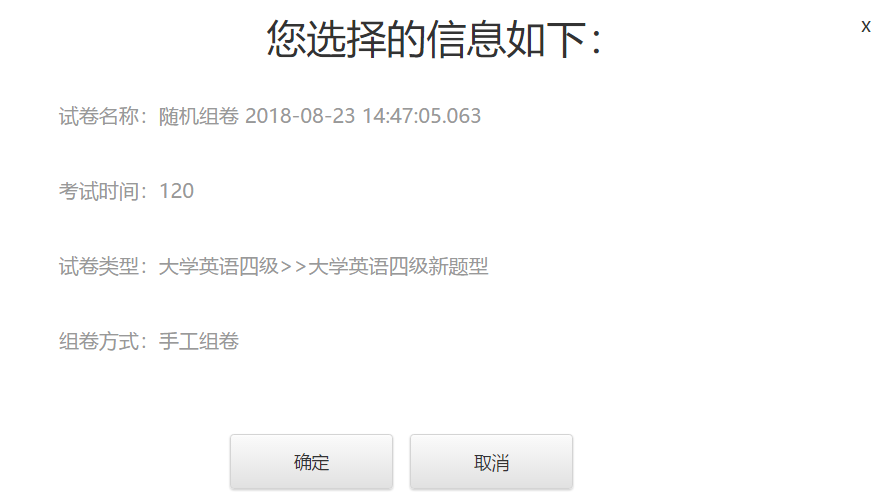 您选择的信息如下：
x
试卷名称：随机组卷 2018-08-23 14:47:05.063
考试时间：120
试卷类型：大学英语四级>>大学英语四级新题型
组卷方式：手工组卷
确定
取消